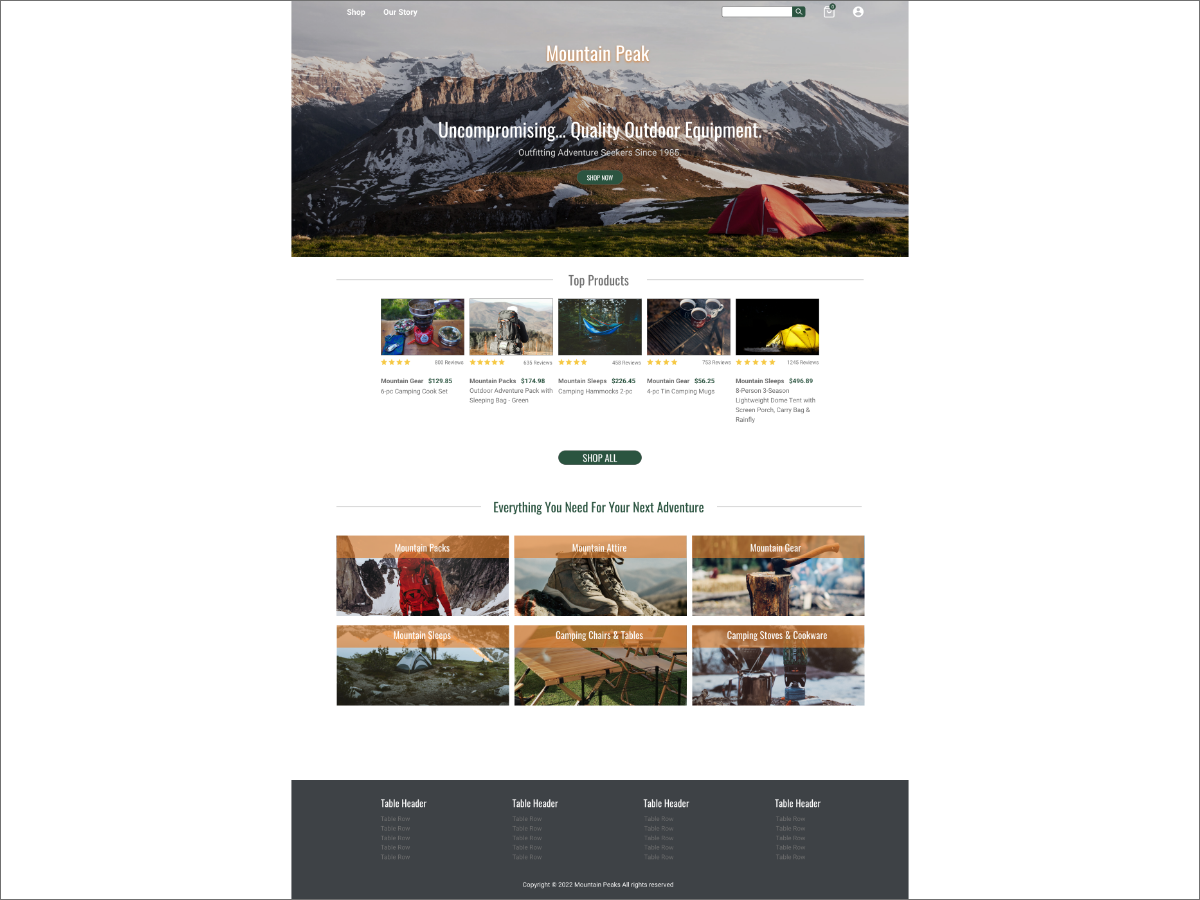 Shop Our Story
0
Mountain Peak
Uncompromising... Quality Outdoor Equipment.
Outfitting Adventure Seekers Since 1985.
SHOP NOW
Top Products
635 Reviews
458 Reviews
753 Reviews
1245 Reviews
Mountain Gear $129.85
6-pc Camping Cook Set
Mountain Packs $174.98
Outdoor Adventure Pack with
Sleeping Bag - Green
Mountain Sleeps $226.45
Camping Hammocks 2-pc
Mountain Gear $56.25
4-pc Tin Camping Mugs
Mountain Sleeps $496.89
8-Person 3-Season
Lightweight Dome Tent with
Screen Porch, Carry Bag &
Rainfly
SHOP ALL
Everything You Need For Your Next Adventure
Mountain Packs
Mountain Attire
Mountain Gear
Mountain Sleeps
Camping Chairs & Tables
Camping Stoves & Cookware
Table Header
Table Row
Table Row
Table Row
Table Row
Table Row
Table Header
Table Row
Table Row
Table Row
Table Row
Table Row
Table Header
Table Row
Table Row
Table Row
Table Row
Table Row
Table Header
Table Row
Table Row
Table Row
Table Row
Table Row
Copyright © 2022 Mountain Peaks All rights reserved